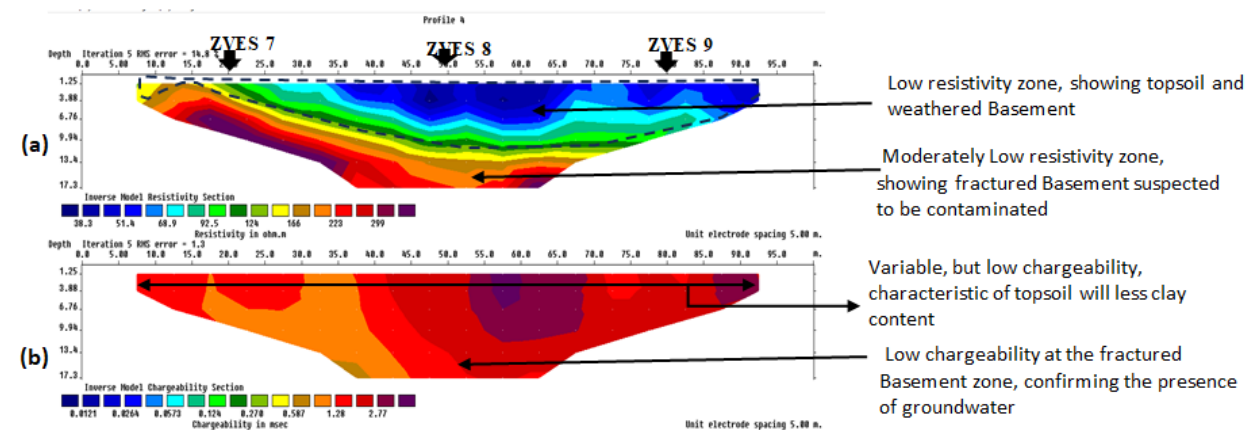 Profile 4
ZVES 7
ZVES 8
ZVES 9
Depth Iteration 5 RMS error = 14.8 %
0.0 5.00 10.0 15.0 20.0 25.0 30.0 35.0 40.0 45.0 50.0 55.0 60.0 65.0 70.0 75.0 80.0 85.0 90.0 m.
1.25
3.88
6.76
9.94
13.4
17.3
(a)
Low resistivity zone, showing topsoil and
weathered Basement
Moderately Low resistivity zone,
showing fractured Basement suspected
to be contaminated
Inverse Model Resistivity Section
38.3 51.4 68.9 92.5 124 166 223 299
Resistivity in ohm.m
Unit electrode spacing 5.00 m.
Depth Iteration 5 RMS error = 1.3
0.0 5.00 10.0 15.0 20.0 25.0 30.0 35.0 40.0 45.0 50.0 55.0 60.0 65.0 70.0 75.0 80.0 85.0 90.0 m.
1.25
3.88
6.76
9.94
13.4
17.3
(b)
Variable, but low chargeability,
characteristic of topsoil will less clay
content
Low chargeability at the fractured
Basement zone, confirming the presence
of groundwater
Inverse Model Chargeability Section
0.0121 0.0264 0.0573 0.124 0.270 0.587 1.28 2.77
Chargeability in msec
Unit electrode spacing 5.00 m.